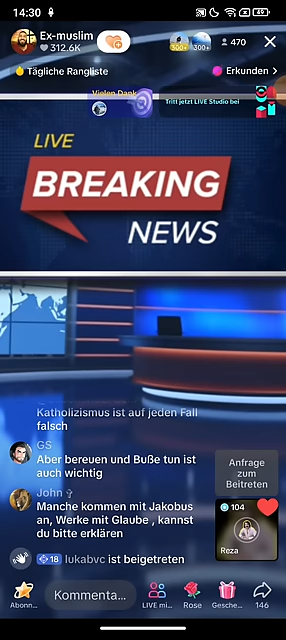 14:30
49
Ex-muslim
312.6K
300+
300+
470
Tägliche Rangliste
Erkunden >
Vielen Dank
Tritt jetzt LIVE Studio bei
LIVE
BREAKING
NEWS
Katholizismus ist auf jeden Fall
falsch
GS
Aber bereuen und Buße tun ist
auch wichtig
John
Manche kommen mit Jakobus
an, Werke mit Glaube , kannst
du bitte erklären
18 lukabvc ist beigetreten
Anfrage
zum
Beitreten
104
Reza
Kommenta...
Abonn...
LIVE mi...
Rose
Gesche...
146